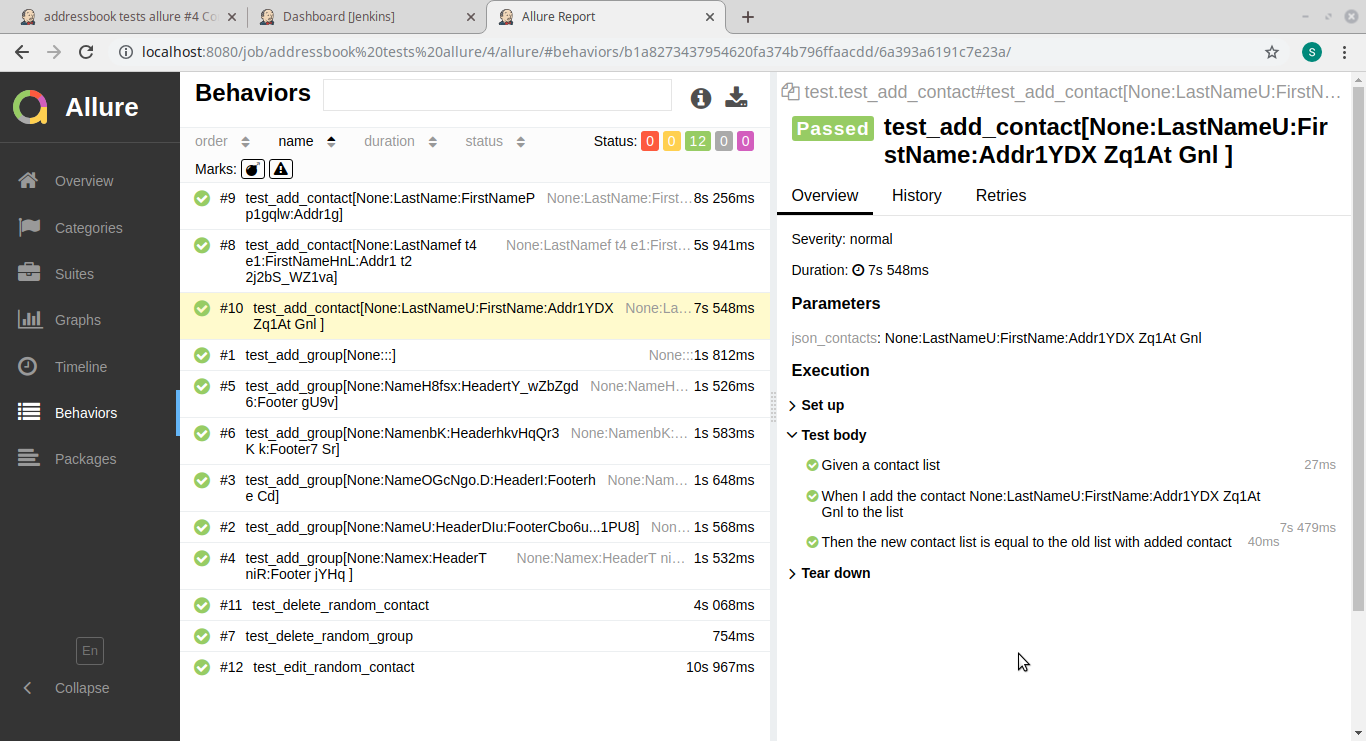 addressbook tests allure #4 Co
Dashboard [Jenkins]
Allure Report
localhost:8080/job/addressbook%20tests%20allure/4/allure/#behaviors/b1a8273437954620fa374b796ffaacdd/6a393a6191c7e23a/
S
Allure
Overview
Categories
Suites
Graphs
Timeline
Behaviors
Packages
En
Collapse
Behaviors
order name duration status Status: 0 0 12 0 0
Marks:
#9 test_add_contact[None:LastName:FirstNameP None:LastName:First... 8s 256ms
p1gqlw:Addr1g]
#8 test_add_contact[None:LastNamef t4 None:LastNamef t4 e1:First... 5s 941ms
e1:FirstNameHnL:Addr1 t2
2j2bS_WZ1va]
#10 test_add_contact[None:LastNameU:FirstName:Addr1YDX None:La... 7s 548ms
Zq1At Gnl ]
#1 test_add_group[None:::] None::: 1s 812ms
#5 test_add_group[None:NameH8fsx:HeadertY_wZbZgd None:NameH... 1s 526ms
6:Footer gU9v]
#6 test_add_group[None:NamenbK:HeaderhkvHqQr3 None:NamenbK:... 1s 583ms
K k:Footer7 Sr]
#3 test_add_group[None:NameOGcNgo.D:HeaderI:Footerh None:Nam... 1s 648ms
e Cd]
#2 test_add_group[None:NameU:HeaderDIu:FooterCbo6u...1PU8] Non... 1s 568ms
#4 test_add_group[None:Namex:HeaderT None:Namex:HeaderT ni... 1s 532ms
niR:Footer jYHq ]
#11 test_delete_random_contact 4s 068ms
#7 test_delete_random_group 754ms
#12 test_edit_random_contact 10s 967ms
test.test_add_contact#test_add_contact[None:LastNameU:FirstN...
Passed test_add_contact[None:LastNameU:Fir
stName:Addr1YDX Zq1At Gnl ]
Overview History Retries
Severity: normal
Duration: 7s 548ms
Parameters
json_contacts: None:LastNameU:FirstName:Addr1YDX Zq1At Gnl
Execution
Set up
Test body
Given a contact list 27ms
When I add the contact None:LastNameU:FirstName:Addr1YDX Zq1At
Gnl to the list
7s 479ms
Then the new contact list is equal to the old list with added contact 40ms
Tear down